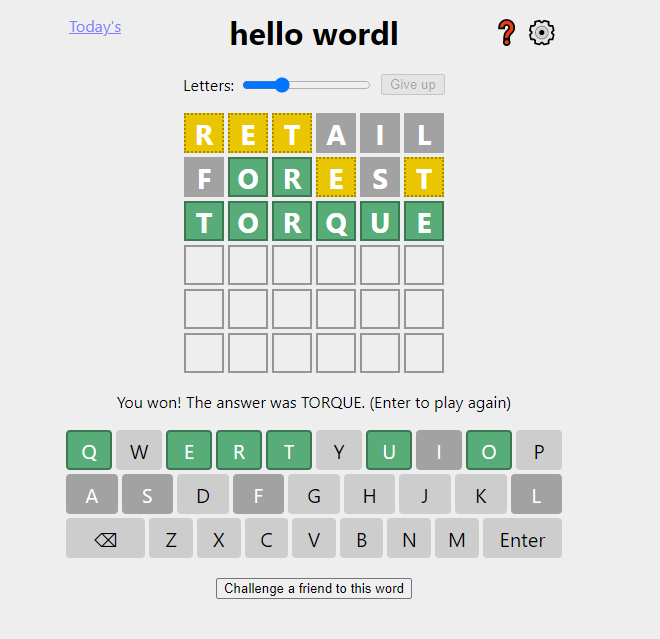 Today's
hello wordl
❓
Letters:
Give up
R E T A I L
F O R E S T
T O R Q U E
You won! The answer was TORQUE. (Enter to play again)
Q W E R T Y U I O P
A S D F G H J K L
⌫ Z X C V B N M Enter
Challenge a friend to this word